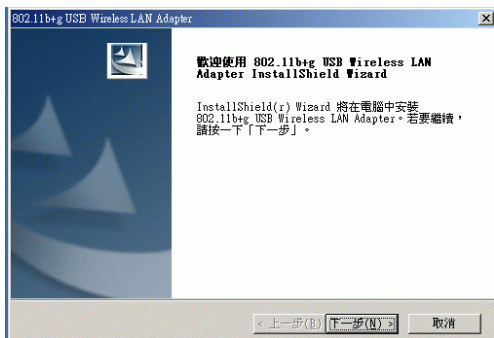 802.11b+g USB Wireless LAN Adapter
歡迎使用 802.11b+g USB Wireless LAN
Adapter InstallShield Wizard
InstallShield(r) Wizard 將在電腦中安裝
802.11b+g USB Wireless LAN Adapter。若要繼續，
請按一下「下一步」。
< 上一步(B) 下一步(N) > 取消